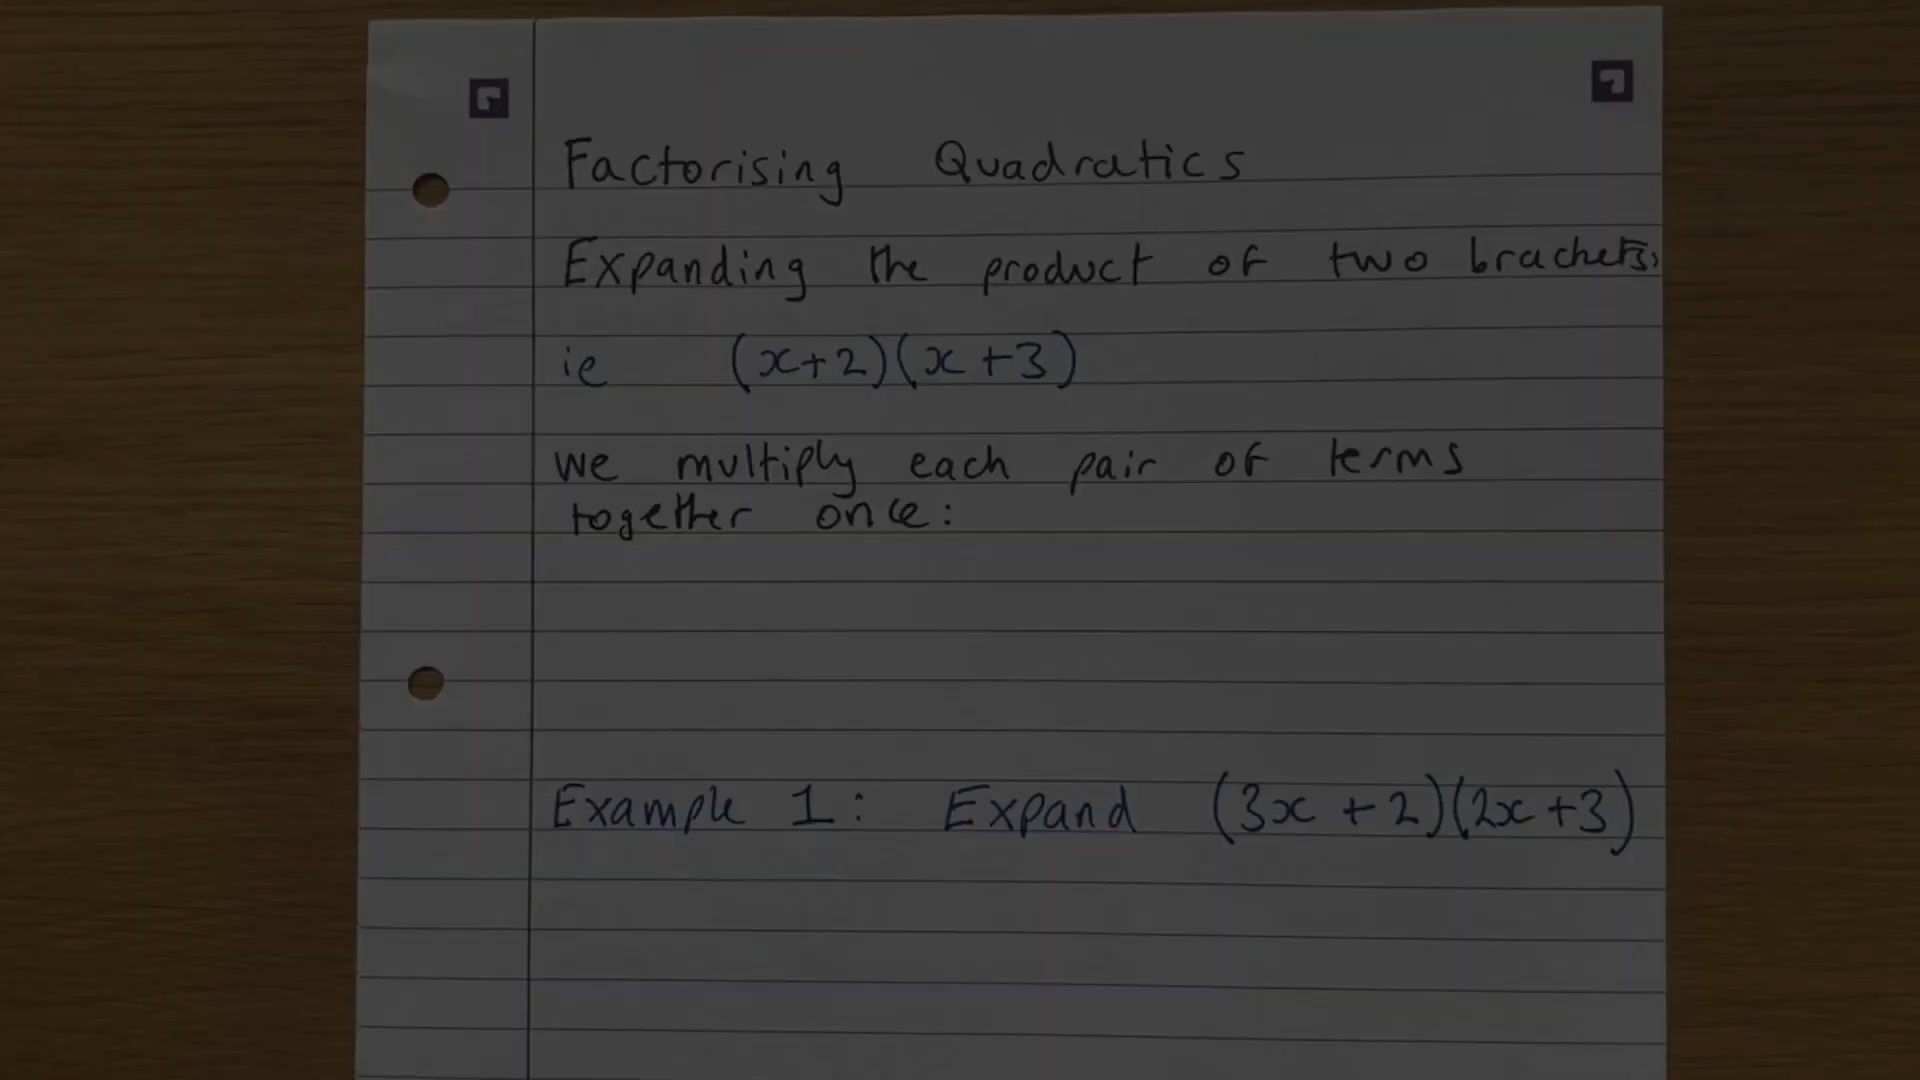 Factorising Quadratics
Expanding the product of two brackets,
ie (x+2)(x+3)
we multiply each pair of terms
together once:
Example 1: Expand (3x+2)(2x+3)